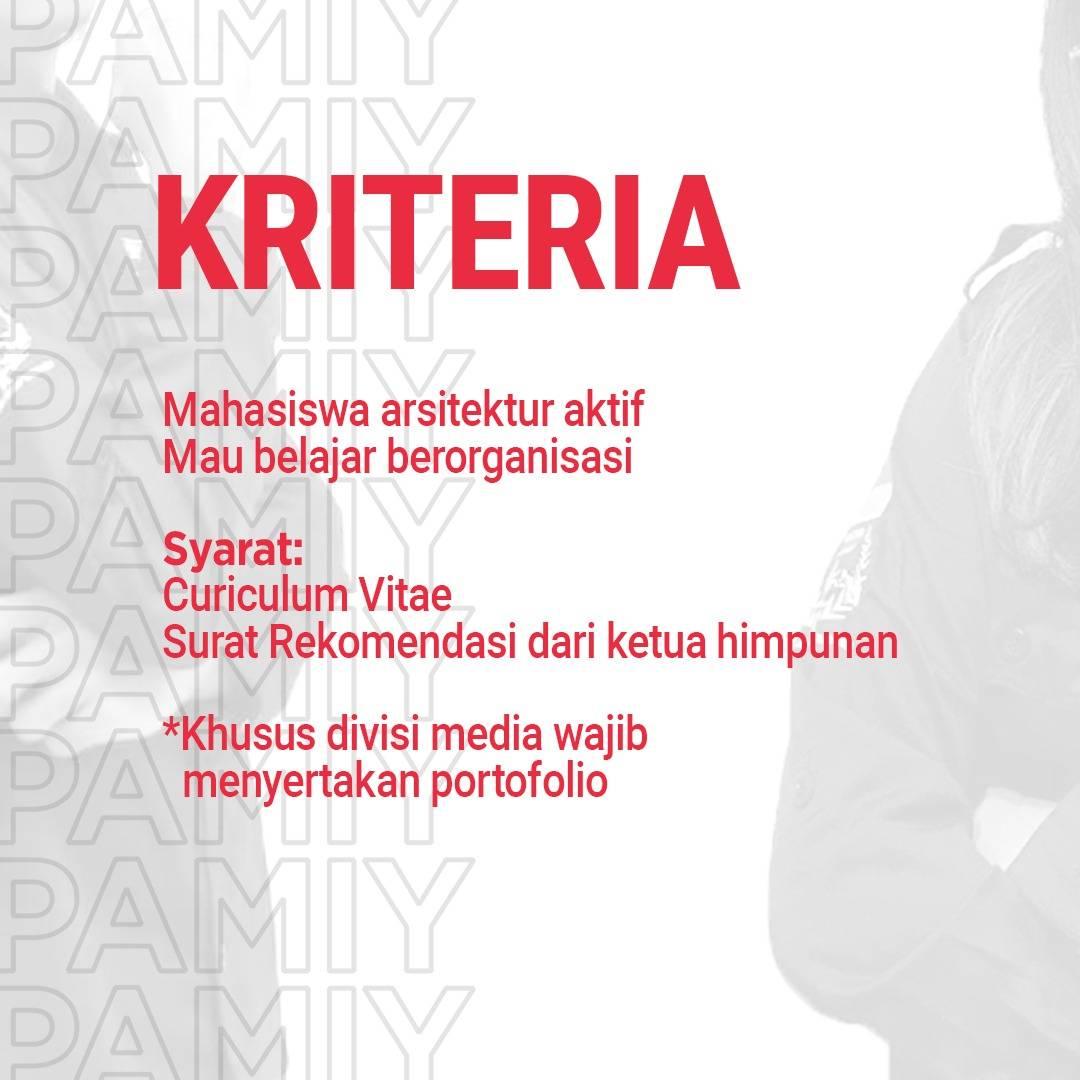 PAMIY
PAMIY
PAMIY
PAMIY
PAMIY
PAMIY
PAMIY
PAMIY
PAMIY
KRITERIA
Mahasiswa arsitektur aktif
Mau belajar berorganisasi
Syarat:
Curiculum Vitae
Surat Rekomendasi dari ketua himpunan
*Khusus divisi media wajib
menyertakan portofolio